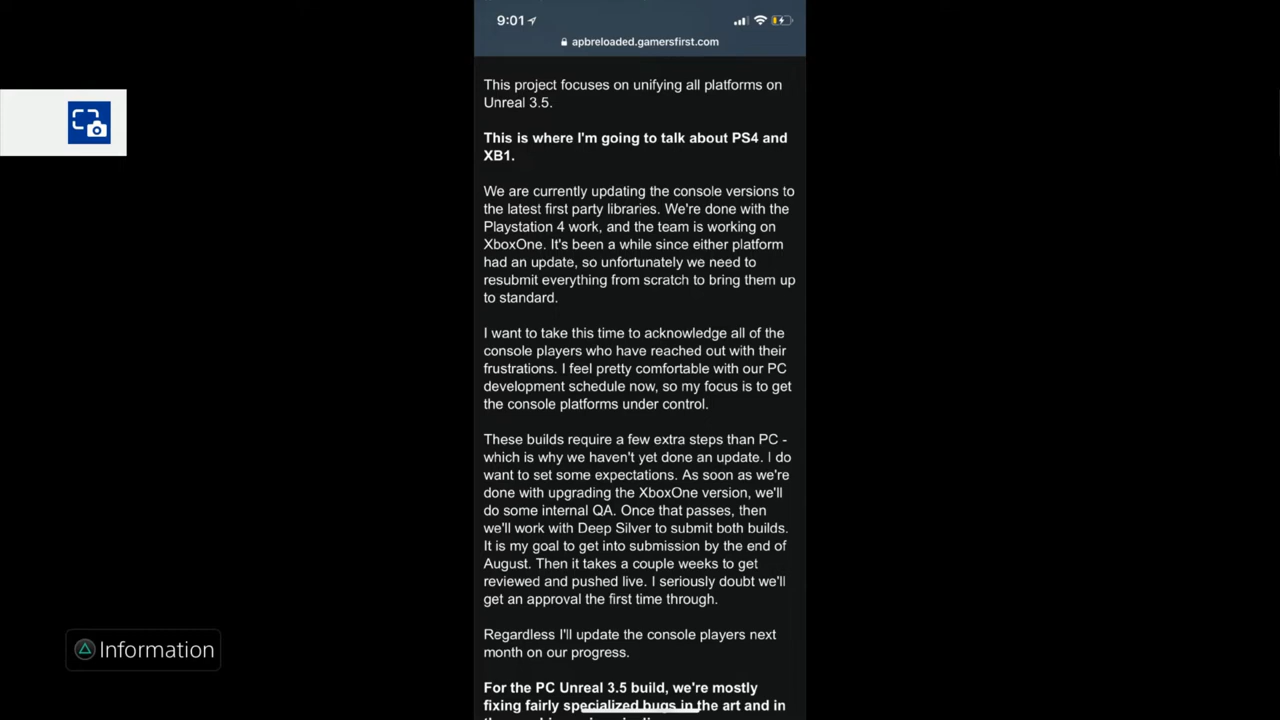 9:01
apbreloaded.gamersfirst.com
This project focuses on unifying all platforms on
Unreal 3.5.
This is where I'm going to talk about PS4 and
XB1.
We are currently updating the console versions to
the latest first party libraries. We're done with the
Playstation 4 work, and the team is working on
XboxOne. It's been a while since either platform
had an update, so unfortunately we need to
resubmit everything from scratch to bring them up
to standard.
I want to take this time to acknowledge all of the
console players who have reached out with their
frustrations. I feel pretty comfortable with our PC
development schedule now, so my focus is to get
the console platforms under control.
These builds require a few extra steps than PC -
which is why we haven't yet done an update. I do
want to set some expectations. As soon as we're
done with upgrading the XboxOne version, we'll
do some internal QA. Once that passes, then
we'll work with Deep Silver to submit both builds.
It is my goal to get into submission by the end of
August. Then it takes a couple weeks to get
reviewed and pushed live. I seriously doubt we'll
get an approval the first time through.
Regardless I'll update the console players next
month on our progress.
For the PC Unreal 3.5 build, we're mostly
fixing fairly specialized bugs in the art and in
Information